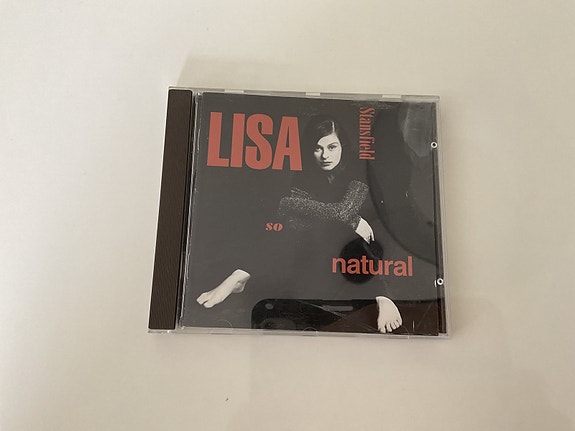 LISA
Stansfield
so
natural